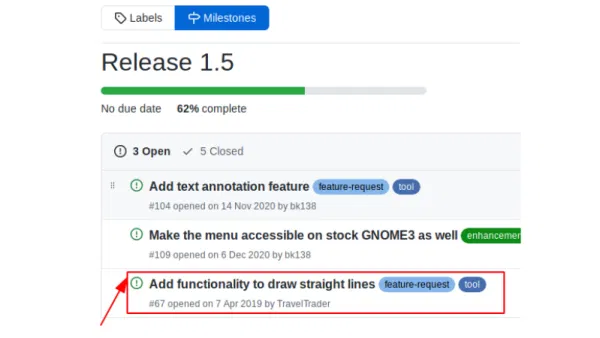 Labels Milestones
Release 1.5
No due date 62% complete
3 Open 5 Closed
Add text annotation feature feature-request tool
#104 opened on 14 Nov 2020 by bk138
Make the menu accessible on stock GNOME3 as well enhancemen
#109 opened on 6 Dec 2020 by bk138
Add functionality to draw straight lines feature-request tool
#67 opened on 7 Apr 2019 by TravelTrader